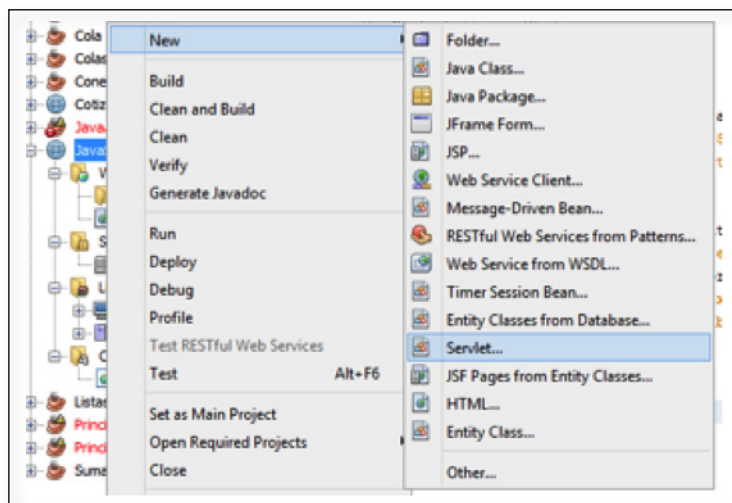 Cola
Colas
Cone
Cotiz
Java
JavaS
Listas
Princ
Princ
Suma
New
Build
Clean and Build
Clean
Verify
Generate Javadoc
Run
Deploy
Debug
Profile
Test RESTful Web Services
Test Alt+F6
Set as Main Project
Open Required Projects
Close
Folder...
Java Class...
Java Package...
JFrame Form...
JSP...
Web Service Client...
Message-Driven Bean...
RESTful Web Services from Patterns...
Web Service from WSDL...
Timer Session Bean...
Entity Classes from Database...
Servlet...
JSF Pages from Entity Classes...
HTML...
Entity Class...
Other...